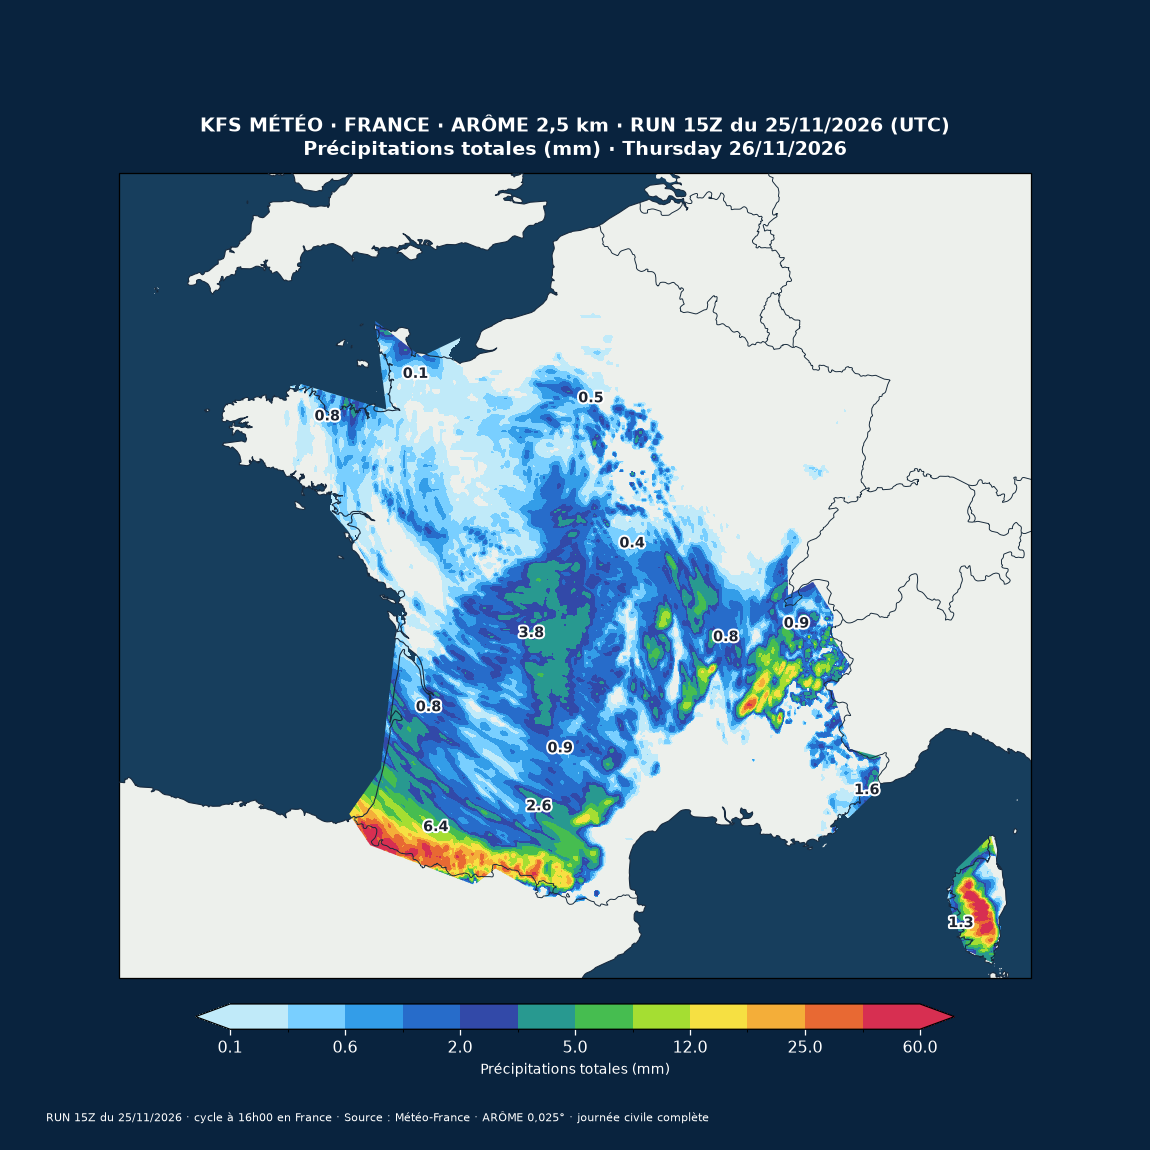 KFS MÉTÉO · FRANCE · ARÔME 2,5 km · RUN 15Z du 25/11/2026 (UTC)
Précipitations totales (mm) · Thursday 26/11/2026
0.1
0.5
0.8
0.4
0.9
3.8
0.8
0.8
0.9
1.6
2.6
6.4
1.3
0.1 0.6 2.0 5.0 12.0 25.0 60.0
Précipitations totales (mm)
RUN 15Z du 25/11/2026 · cycle à 16h00 en France · Source : Météo-France · ARÔME 0,025° · journée civile complète